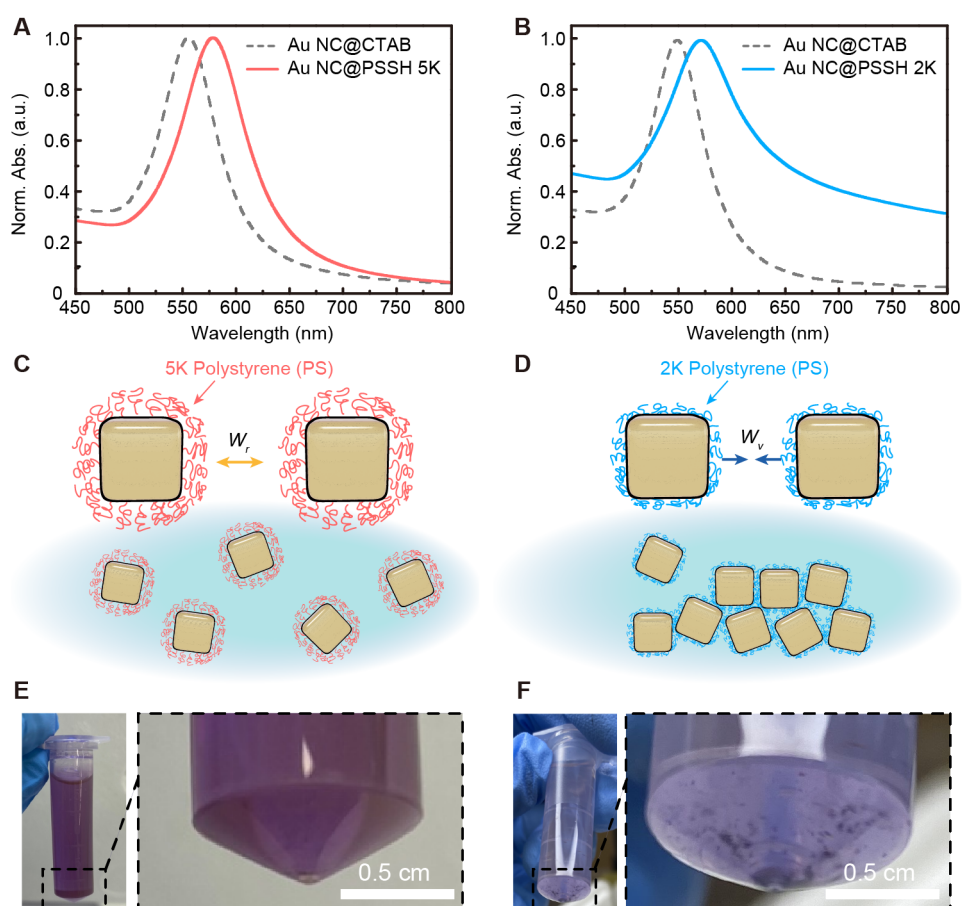 A
Norm. Abs. (a.u.)
1.0
0.8
0.6
0.4
0.2
0
Au NC@CTAB
Au NC@PSSH 5K
450 500 550 600 650 700 750 800
Wavelength (nm)
B
Norm. Abs. (a.u.)
1.0
0.8
0.6
0.4
0.2
0
Au NC@CTAB
Au NC@PSSH 2K
450 500 550 600 650 700 750 800
Wavelength (nm)
C
5K Polystyrene (PS)
Wr
D
2K Polystyrene (PS)
Wv
E
0.5 cm
F
0.5 cm